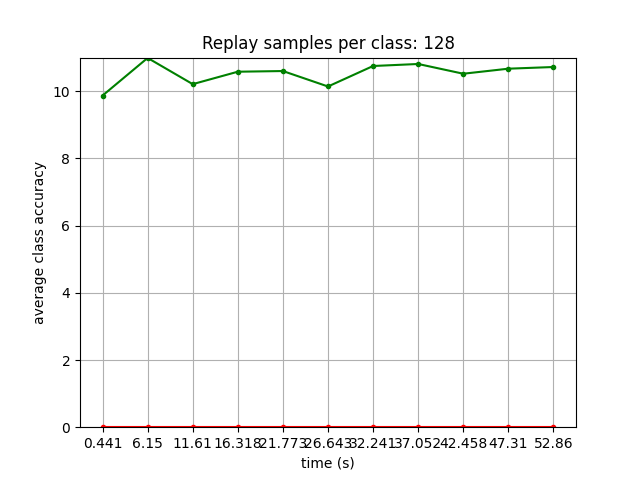 Replay samples per class: 128
10
8
6
4
2
0
average class accuracy
0.441 6.15 11.61 16.318 21.773 26.643 32.241 37.052 42.458 47.31 52.86
time (s)